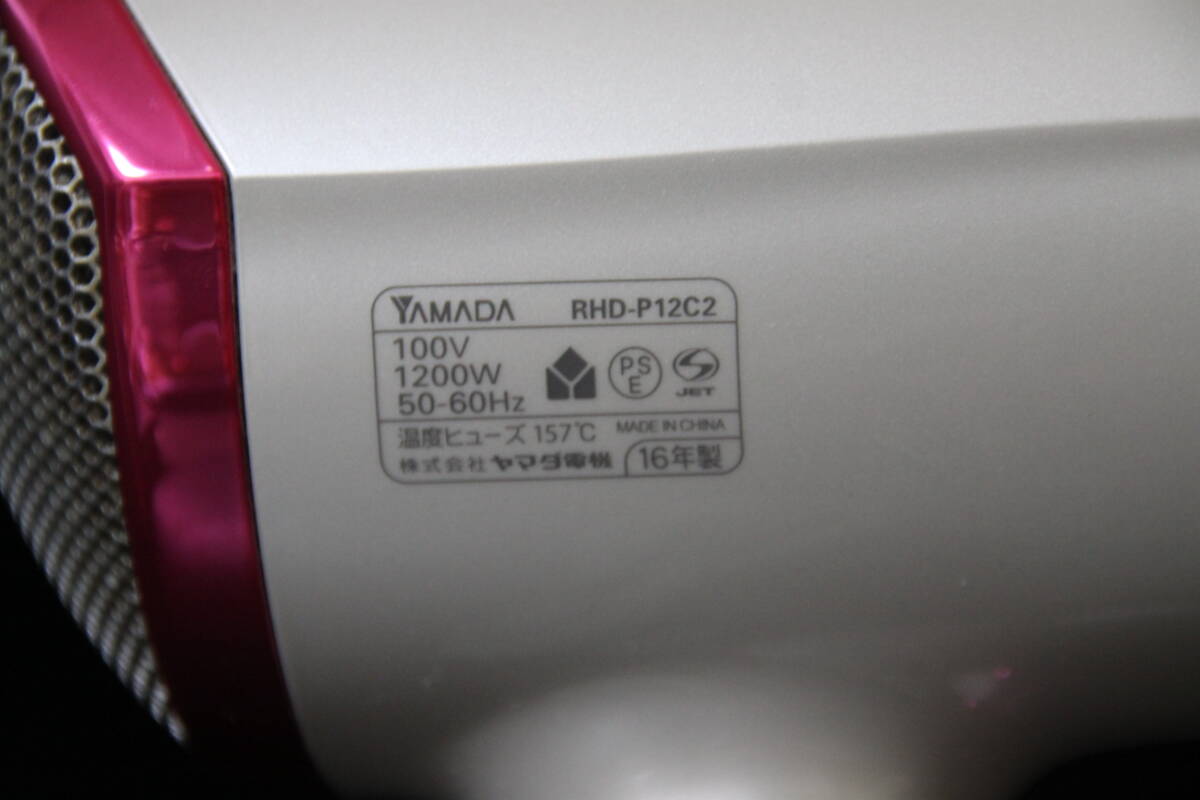 YAMADA RHD-P12C2
100V
1200W
50-60Hz
PS
E
JET
温度ヒューズ 157℃ MADE IN CHINA
株式会社 ヤマダ電機 16年製